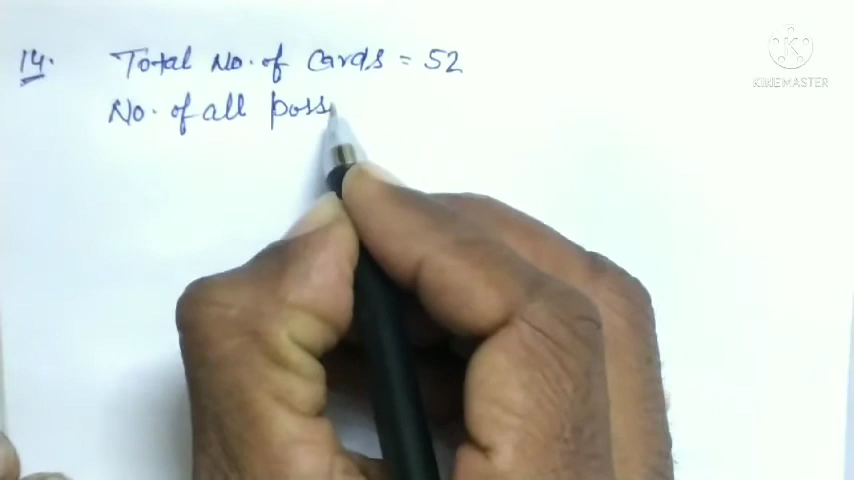 14. Total No. of Cards = 52
No. of all poss
KINEMASTER